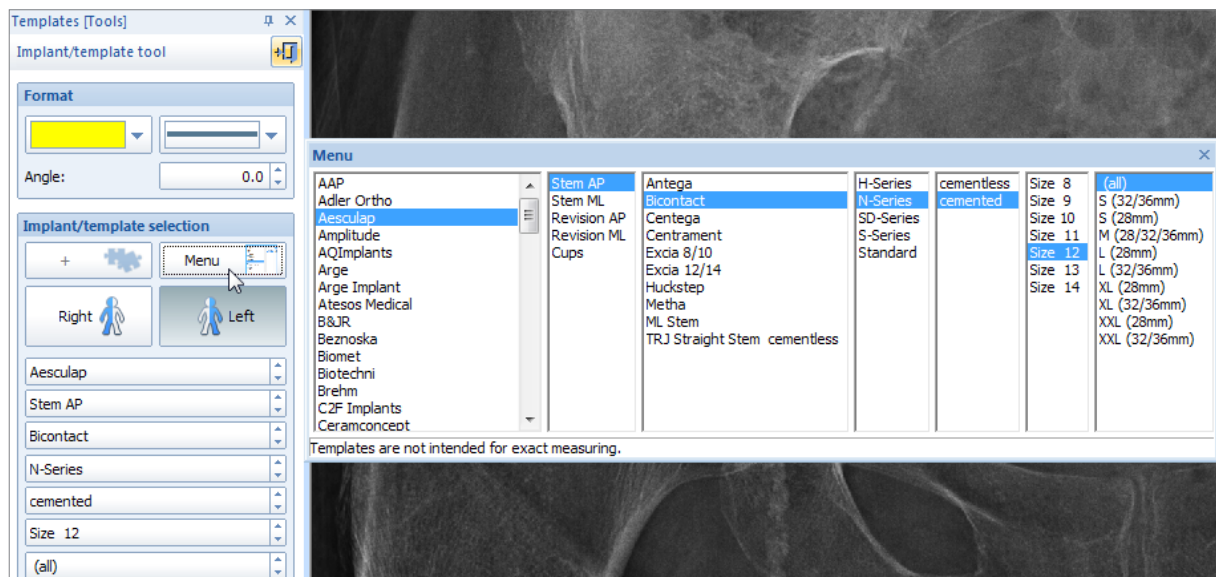 Templates [Tools]
Implant/template tool
Format
Angle: 0.0
Implant/template selection
+
Menu
Right
Left
Aesculap
Stem AP
Bicontact
N-Series
cemented
Size 12
(all)
Menu
AAP
Adler Ortho
Aesculap
Amplitude
AQImplants
Arge
Arge Implant
Atesos Medical
B&JR
Beznoska
Biomet
Biotechni
Brehm
C2F Implants
Ceramconcept
Stem AP
Stem ML
Revision AP
Revision ML
Cups
Antega
Bicontact
Centega
Centrament
Excia 8/10
Excia 12/14
Huckstep
Metha
ML Stem
TRJ Straight Stem cementless
H-Series
N-Series
SD-Series
S-Series
Standard
cementless
cemented
Size 8
Size 9
Size 10
Size 11
Size 12
Size 13
Size 14
(all)
S (32/36mm)
S (28mm)
M (28/32/36mm)
L (28mm)
L (32/36mm)
XL (28mm)
XL (32/36mm)
XXL (28mm)
XXL (32/36mm)
Templates are not intended for exact measuring.